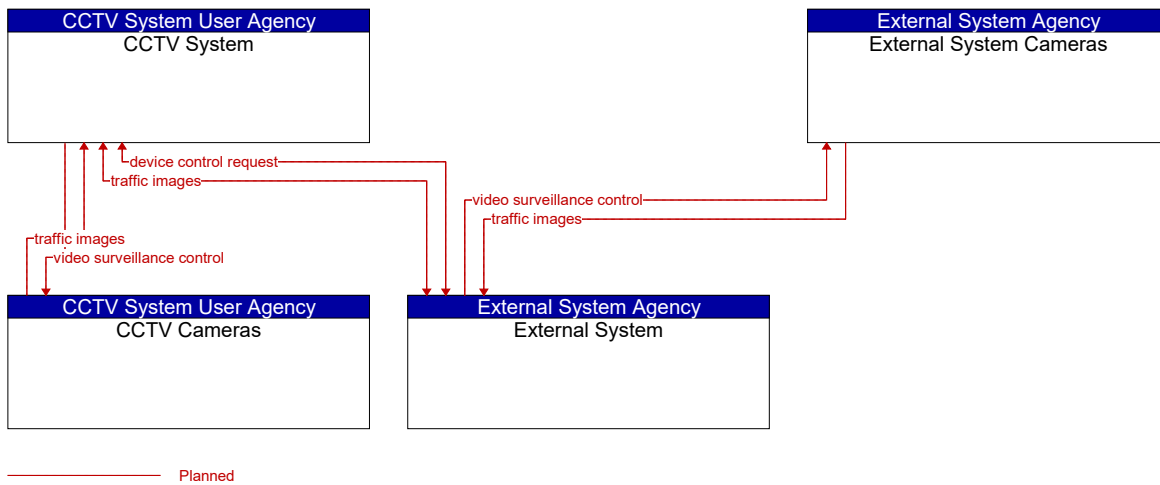 CCTV System User Agency
CCTV System
External System Agency
External System Cameras
device control request
traffic images
video surveillance control
traffic images
traffic images
video surveillance control
CCTV System User Agency
CCTV Cameras
External System Agency
External System
Planned